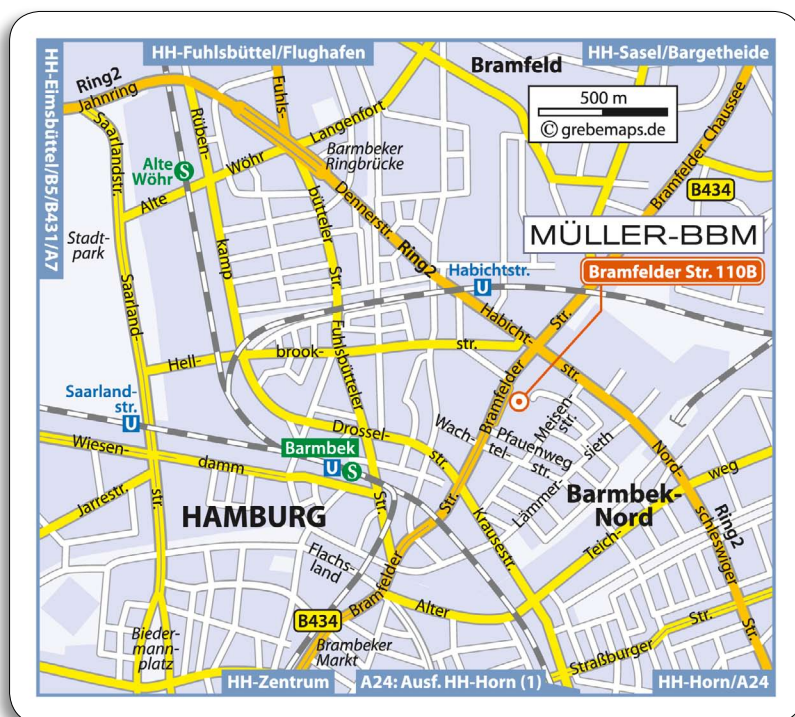 HH-Fuhlsbüttel/Flughafen
HH-Sasel/Bargetheide
HH-Eimsbüttel/B5/B431/A7
Ring2
Jahnring
Bramfeld
500 m
© grebemaps.de
Saarlandstr.
Rüben-
kamp
Fuhls-
bütteler
Str.
Langenfort
Wöhr
Alte
Barmbeker
Ringbrücke
Alte
Wöhr
S
Dennerstr.
Ring2
Bramfelder Chaussee
B434
MÜLLER-BBM
Bramfelder Str. 110B
Stadt-
park
Saarland-
str.
Habichtstr.
U
Habicht-
str.
Fuhlsbütteler
Str.
Hell-
brook-
str.
Bramfelder
Str.
Saarland-
str.
U
Meisen-
str.
Pfauenweg
Wach-
tel-
str.
Lämmer-
sieth
Drossel-
str.
Barmbek
U
S
Wiesen-
damm
Nord-
schleswiger
Str.
Ring2
Jarrestr.
HAMBURG
Str.
Krausestr.
Barmbek-
Nord
Teich-
weg
Flachs-
land
Bramfelder
Alter
B434
Brambeker
Markt
Bieder-
mann-
platz
Straßburger
Str.
HH-Zentrum
A24: Ausf. HH-Horn (1)
HH-Horn/A24